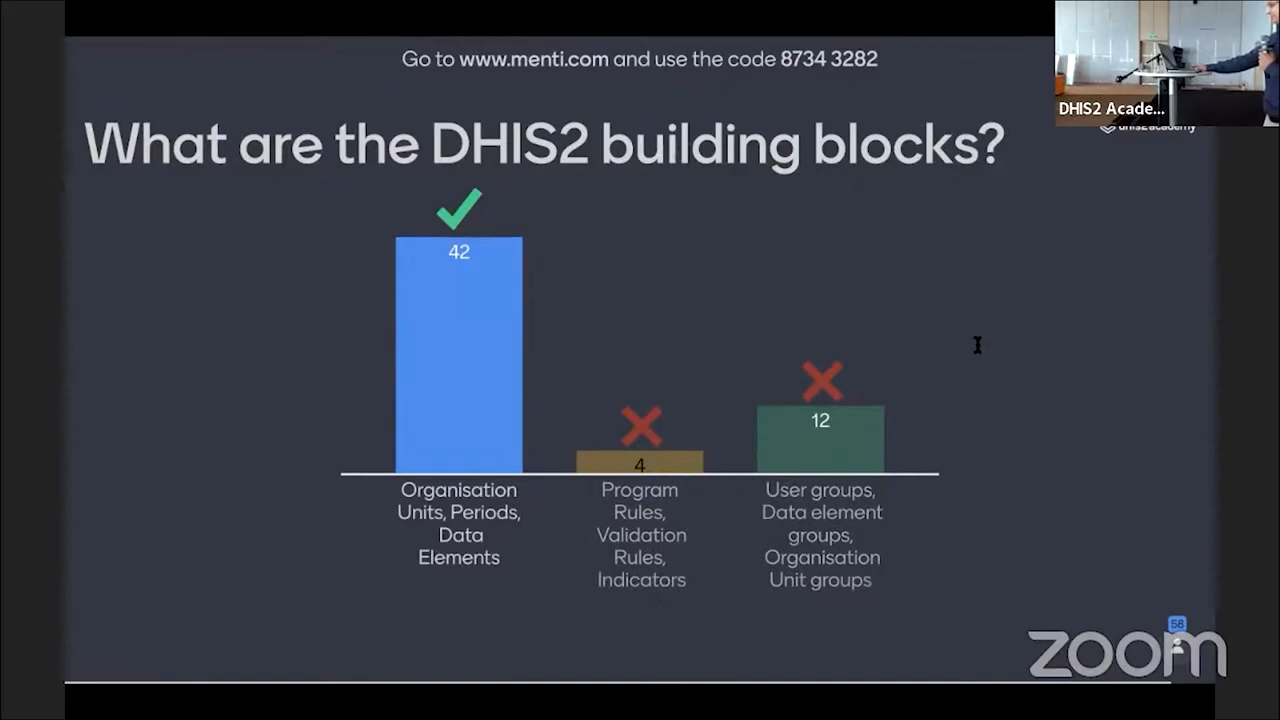 Go to www.menti.com and use the code 8734 3282
DHIS2 Acade...
dhis2academy
What are the DHIS2 building blocks?
42
4
12
Organisation
Units, Periods,
Data
Elements
Program
Rules,
Validation
Rules,
Indicators
User groups,
Data element
groups,
Organisation
Unit groups
58
zoom